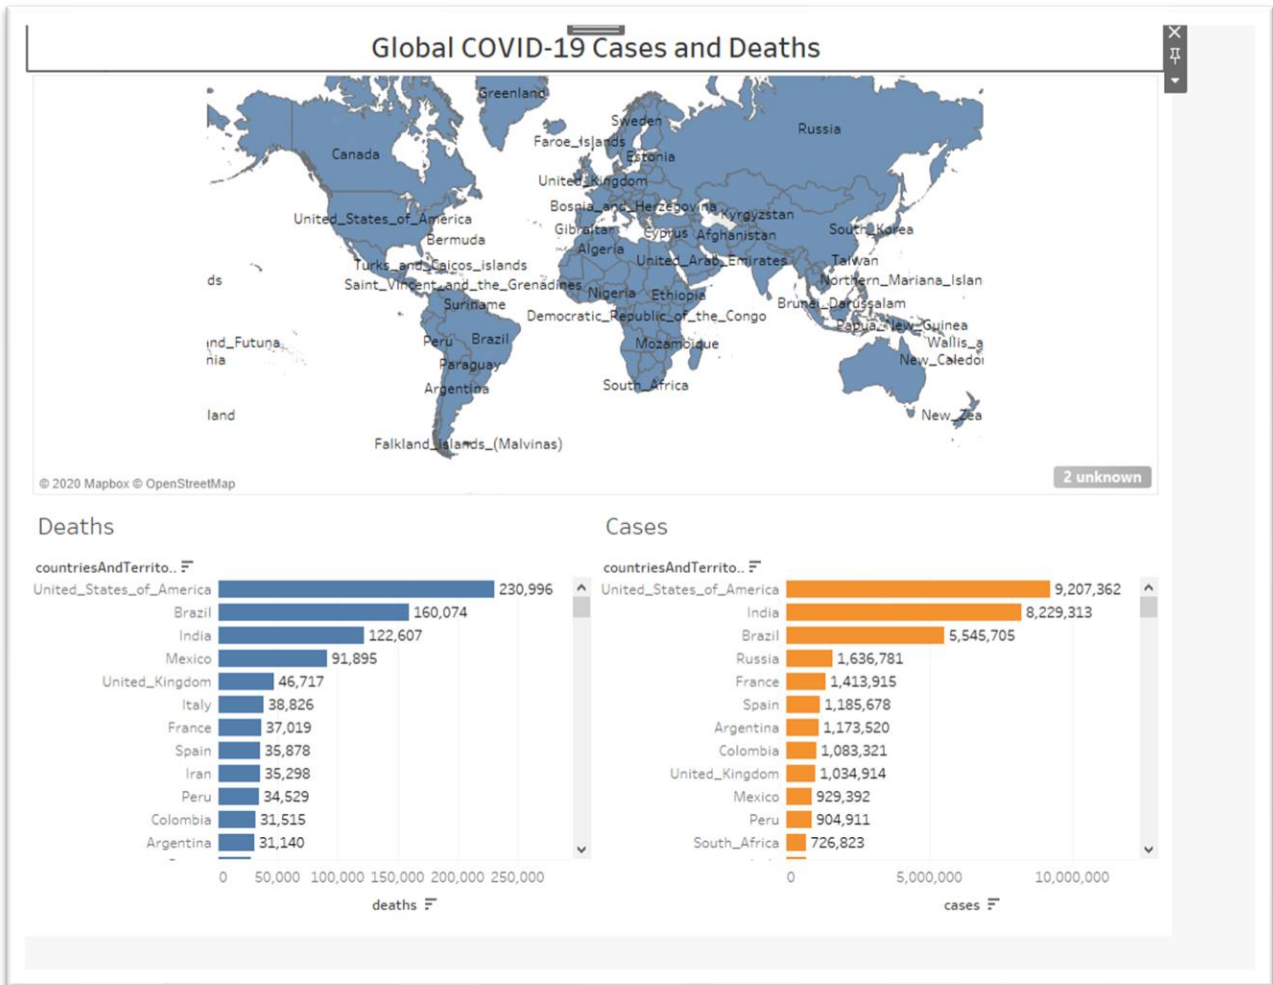 Global COVID-19 Cases and Deaths
Greenland
Sweden
Russia
Faroe_Islands
Canada
Estonia
United_Kingdom
Bosnia_and_Herzegovina
Kyrgyzstan
United_States_of_America
Gibraltar
Cyprus
Afghanistan
South_Korea
Bermuda
Algeria
United_Arab_Emirates
Taiwan
Turks_and_Caicos_islands
ds
Saint_Vincent_and_the_Grenadines
Northern_Mariana_Islan
Nigeria
Ethiopia
Suriname
Brunei_Darussalam
Democratic_Republic_of_the_Congo
Papua_New_Guinea
nd_Futuna
Peru
Brazil
Mozambique
Wallis_a
nia
Paraguay
New_Caledo
Argentina
South_Africa
land
New_Zea
Falkland_Islands_(Malvinas)
© 2020 Mapbox © OpenStreetMap
2 unknown
Deaths
countriesAndTerrito..
United_States_of_America 230,996
Brazil 160,074
India 122,607
Mexico 91,895
United_Kingdom 46,717
Italy 38,826
France 37,019
Spain 35,878
Iran 35,298
Peru 34,529
Colombia 31,515
Argentina 31,140
0 50,000 100,000 150,000 200,000 250,000
deaths
Cases
countriesAndTerrito..
United_States_of_America 9,207,362
India 8,229,313
Brazil 5,545,705
Russia 1,636,781
France 1,413,915
Spain 1,185,678
Argentina 1,173,520
Colombia 1,083,321
United_Kingdom 1,034,914
Mexico 929,392
Peru 904,911
South_Africa 726,823
0 5,000,000 10,000,000
cases